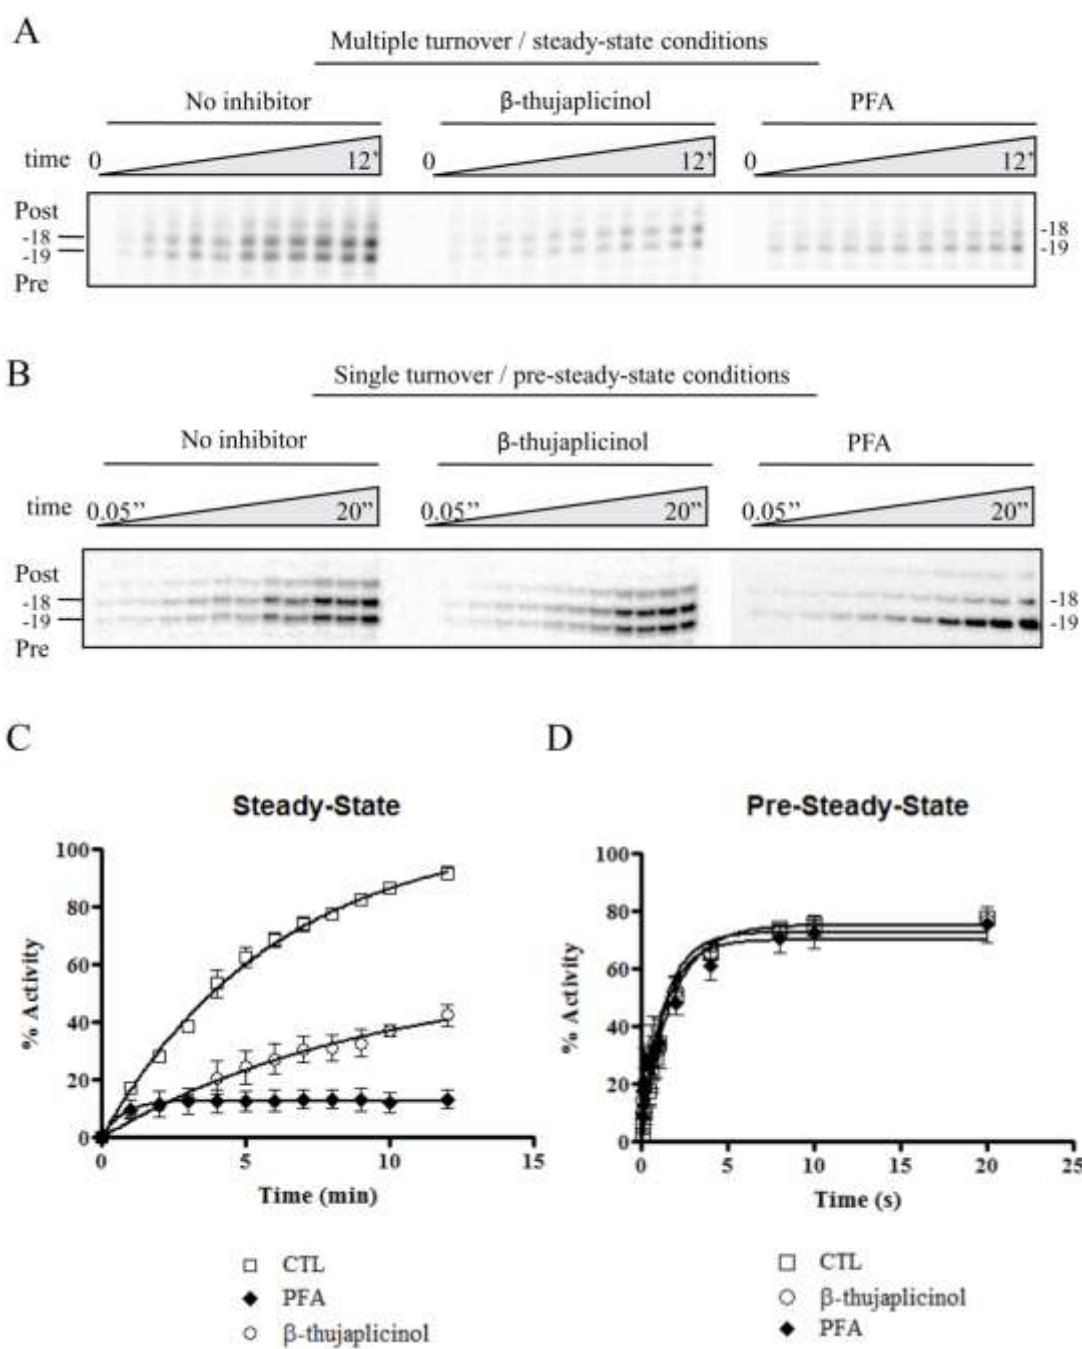 A
Multiple turnover / steady-state conditions
No inhibitor β-thujaplicinol PFA
time 0 12’ 0 12’ 0 12’
Post
-18 -18
-19 -19
Pre
B
Single turnover / pre-steady-state conditions
No inhibitor β-thujaplicinol PFA
time 0.05’’ 20’’ 0.05’’ 20’’ 0.05’’ 20’’
Post
-18 -18
-19 -19
Pre
C D
Steady-State Pre-Steady-State
100 100
80 80
60 60
40 40
20 20
0 0
% Activity % Activity
0 5 10 15 0 5 10 15 20 25
Time (min) Time (s)
CTL CTL
PFA β-thujaplicinol
β-thujaplicinol PFA